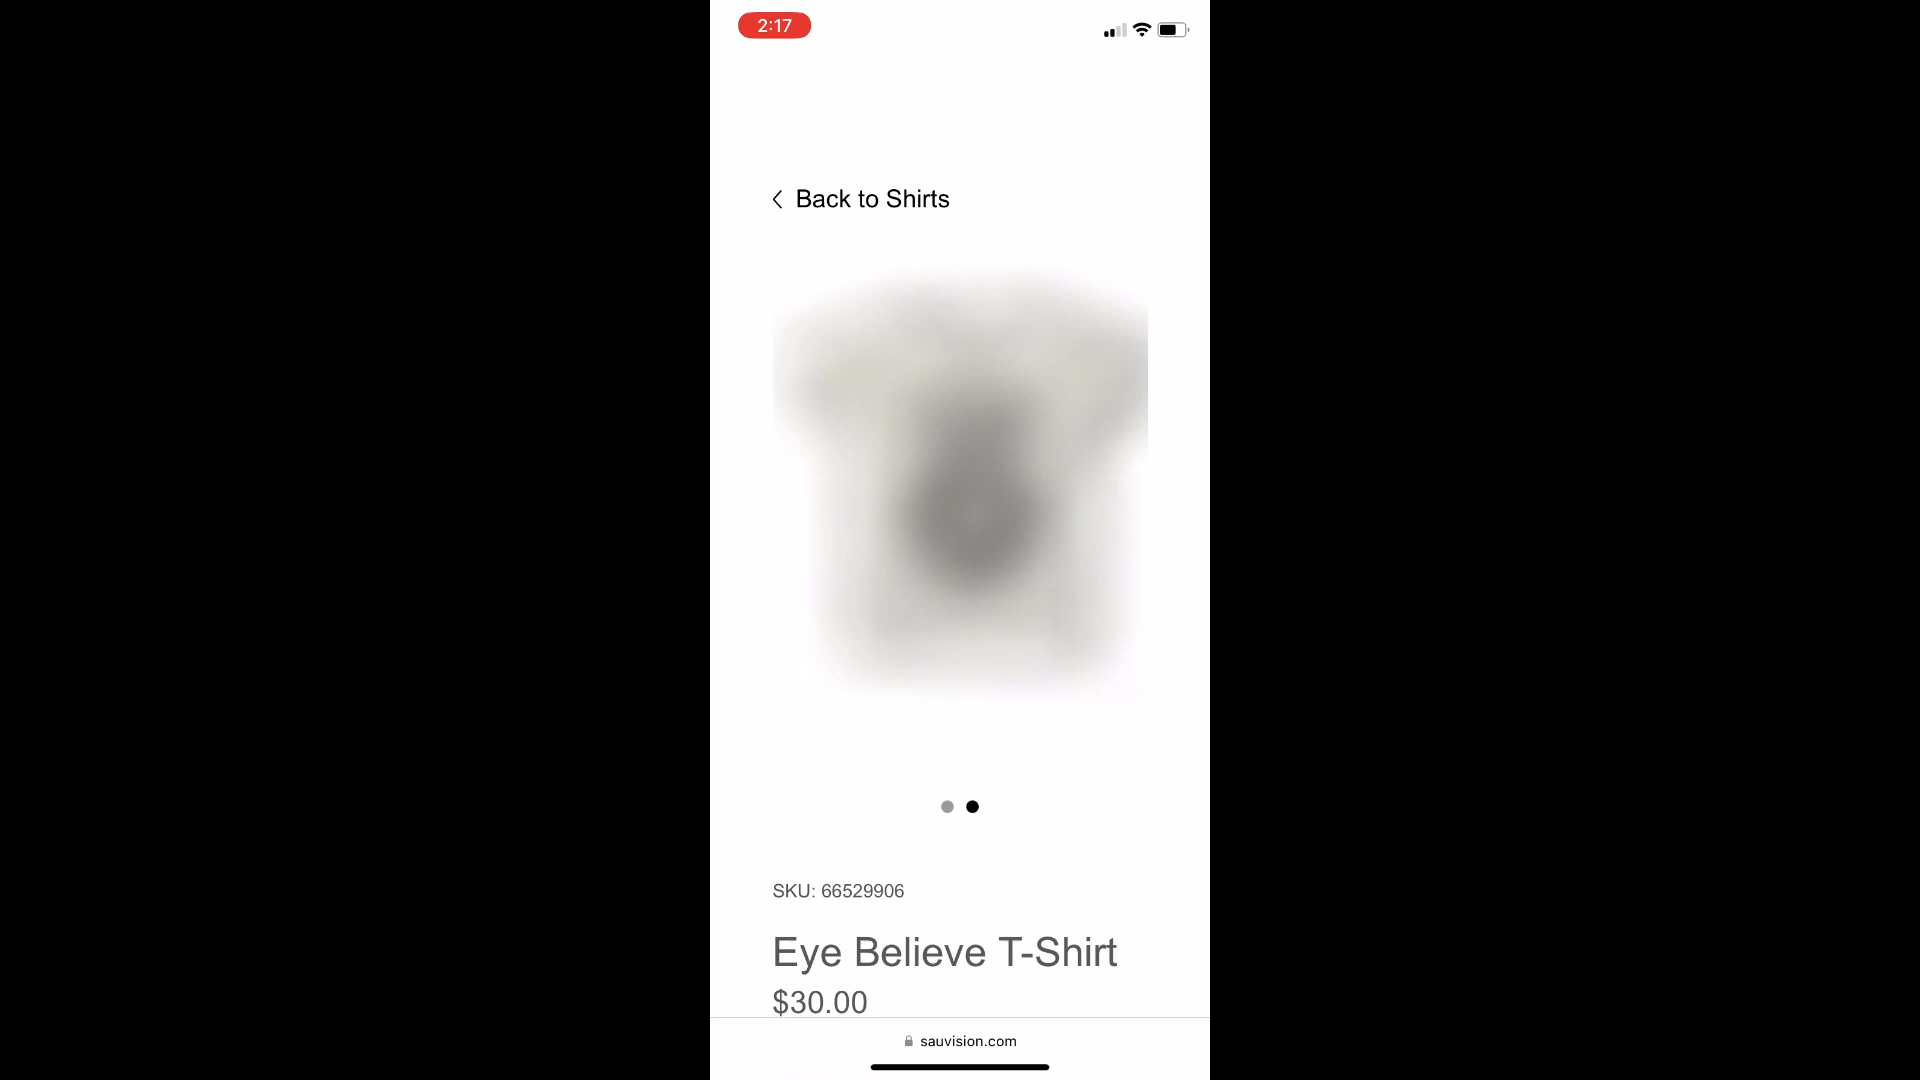 2:17
Back to Shirts
SKU: 66529906
Eye Believe T-Shirt
$30.00
sauvision.com